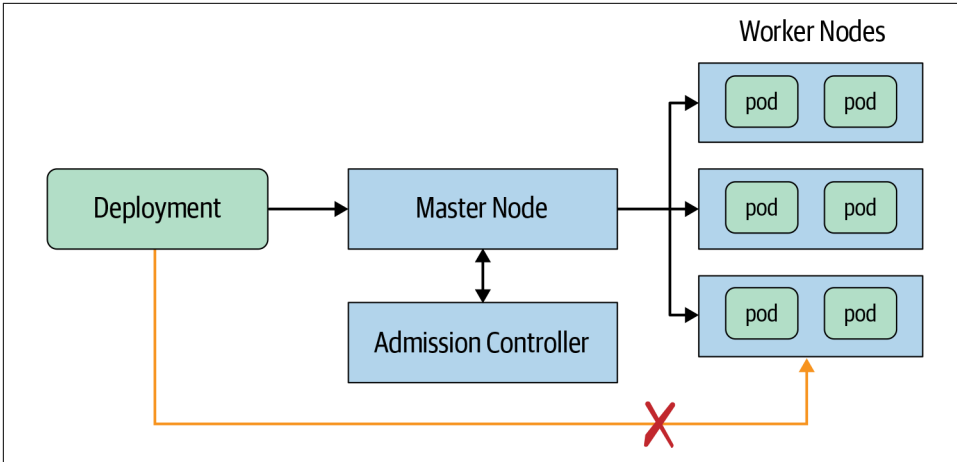 Worker Nodes
pod pod
Deployment
Master Node
pod pod
Admission Controller
pod pod